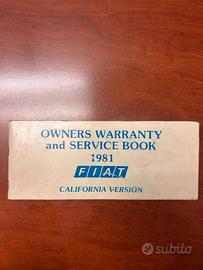 OWNERS WARRANTY
and SERVICE BOOK
1981
FIAT
CALIFORNIA VERSION
subito